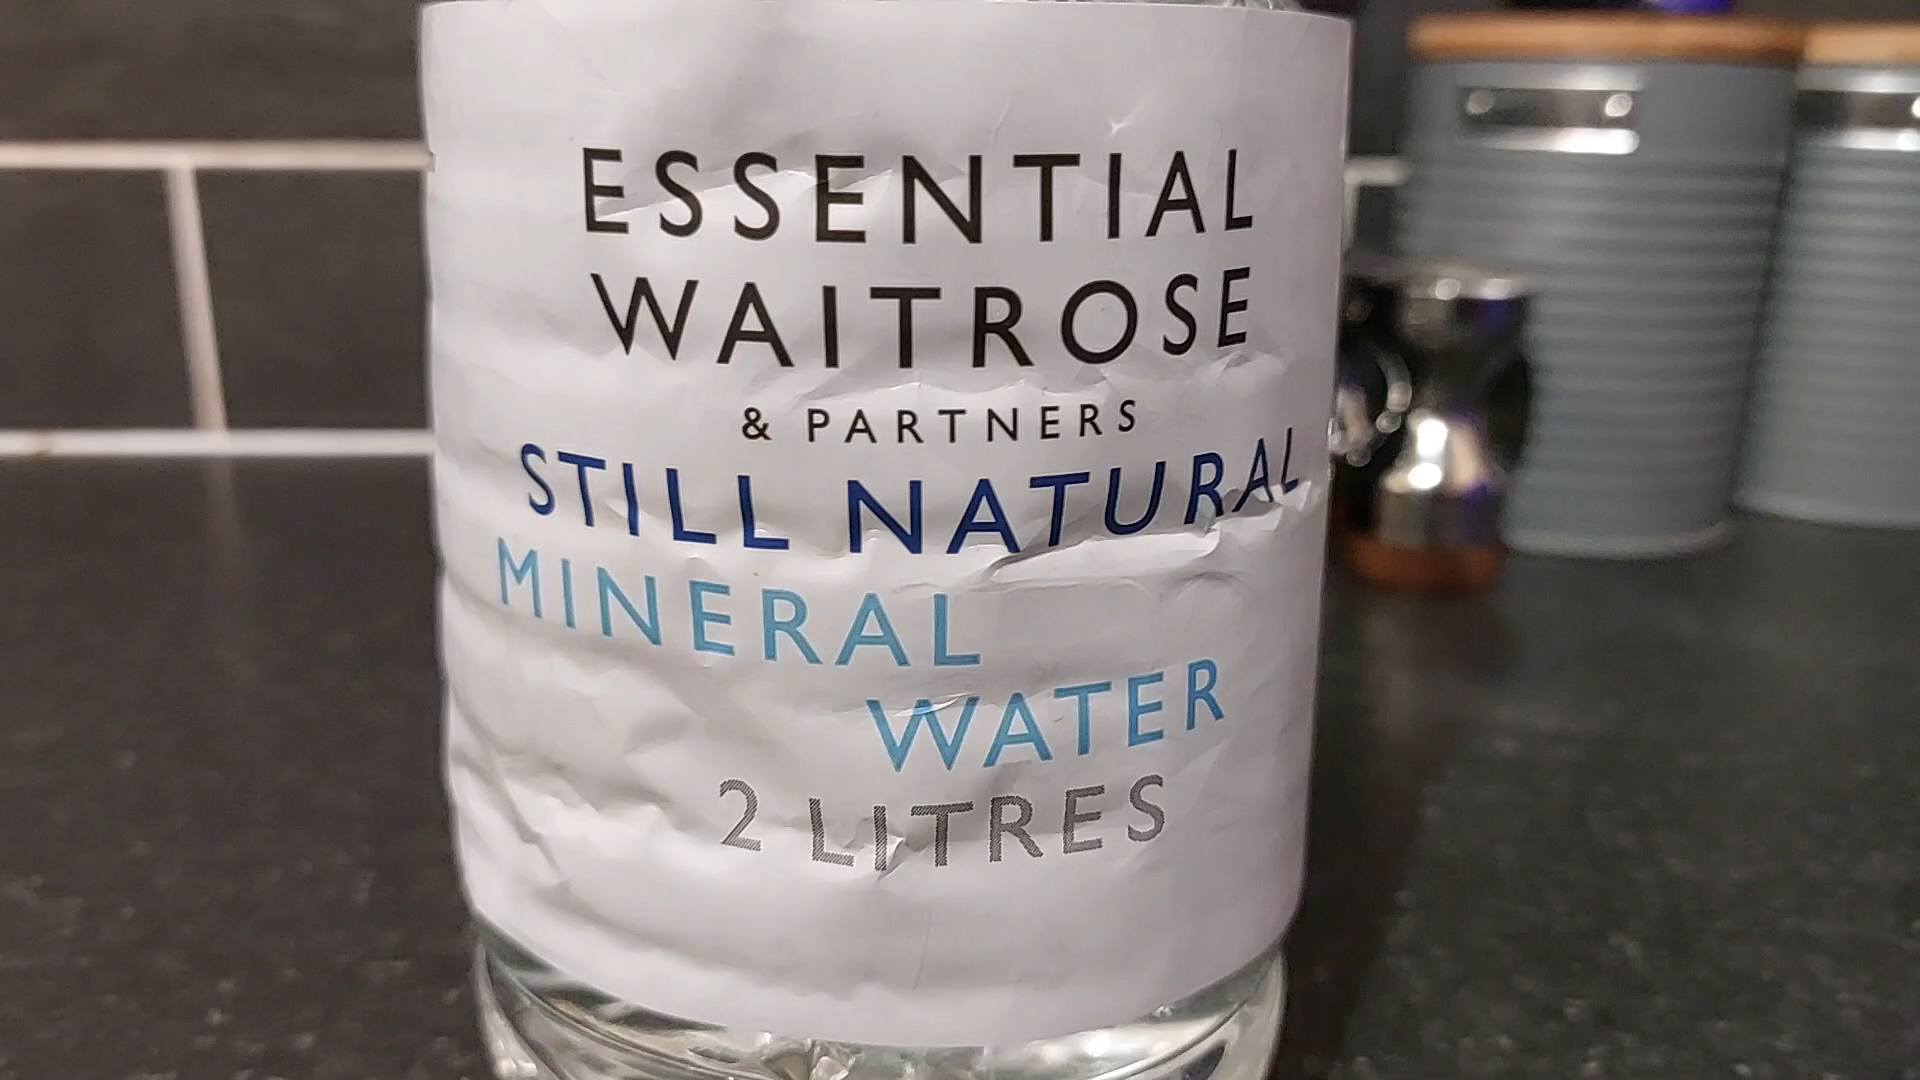 ESSENTIAL
WAITROSE
& PARTNERS
STILL NATURAL
MINERAL
WATER
2 LITRES